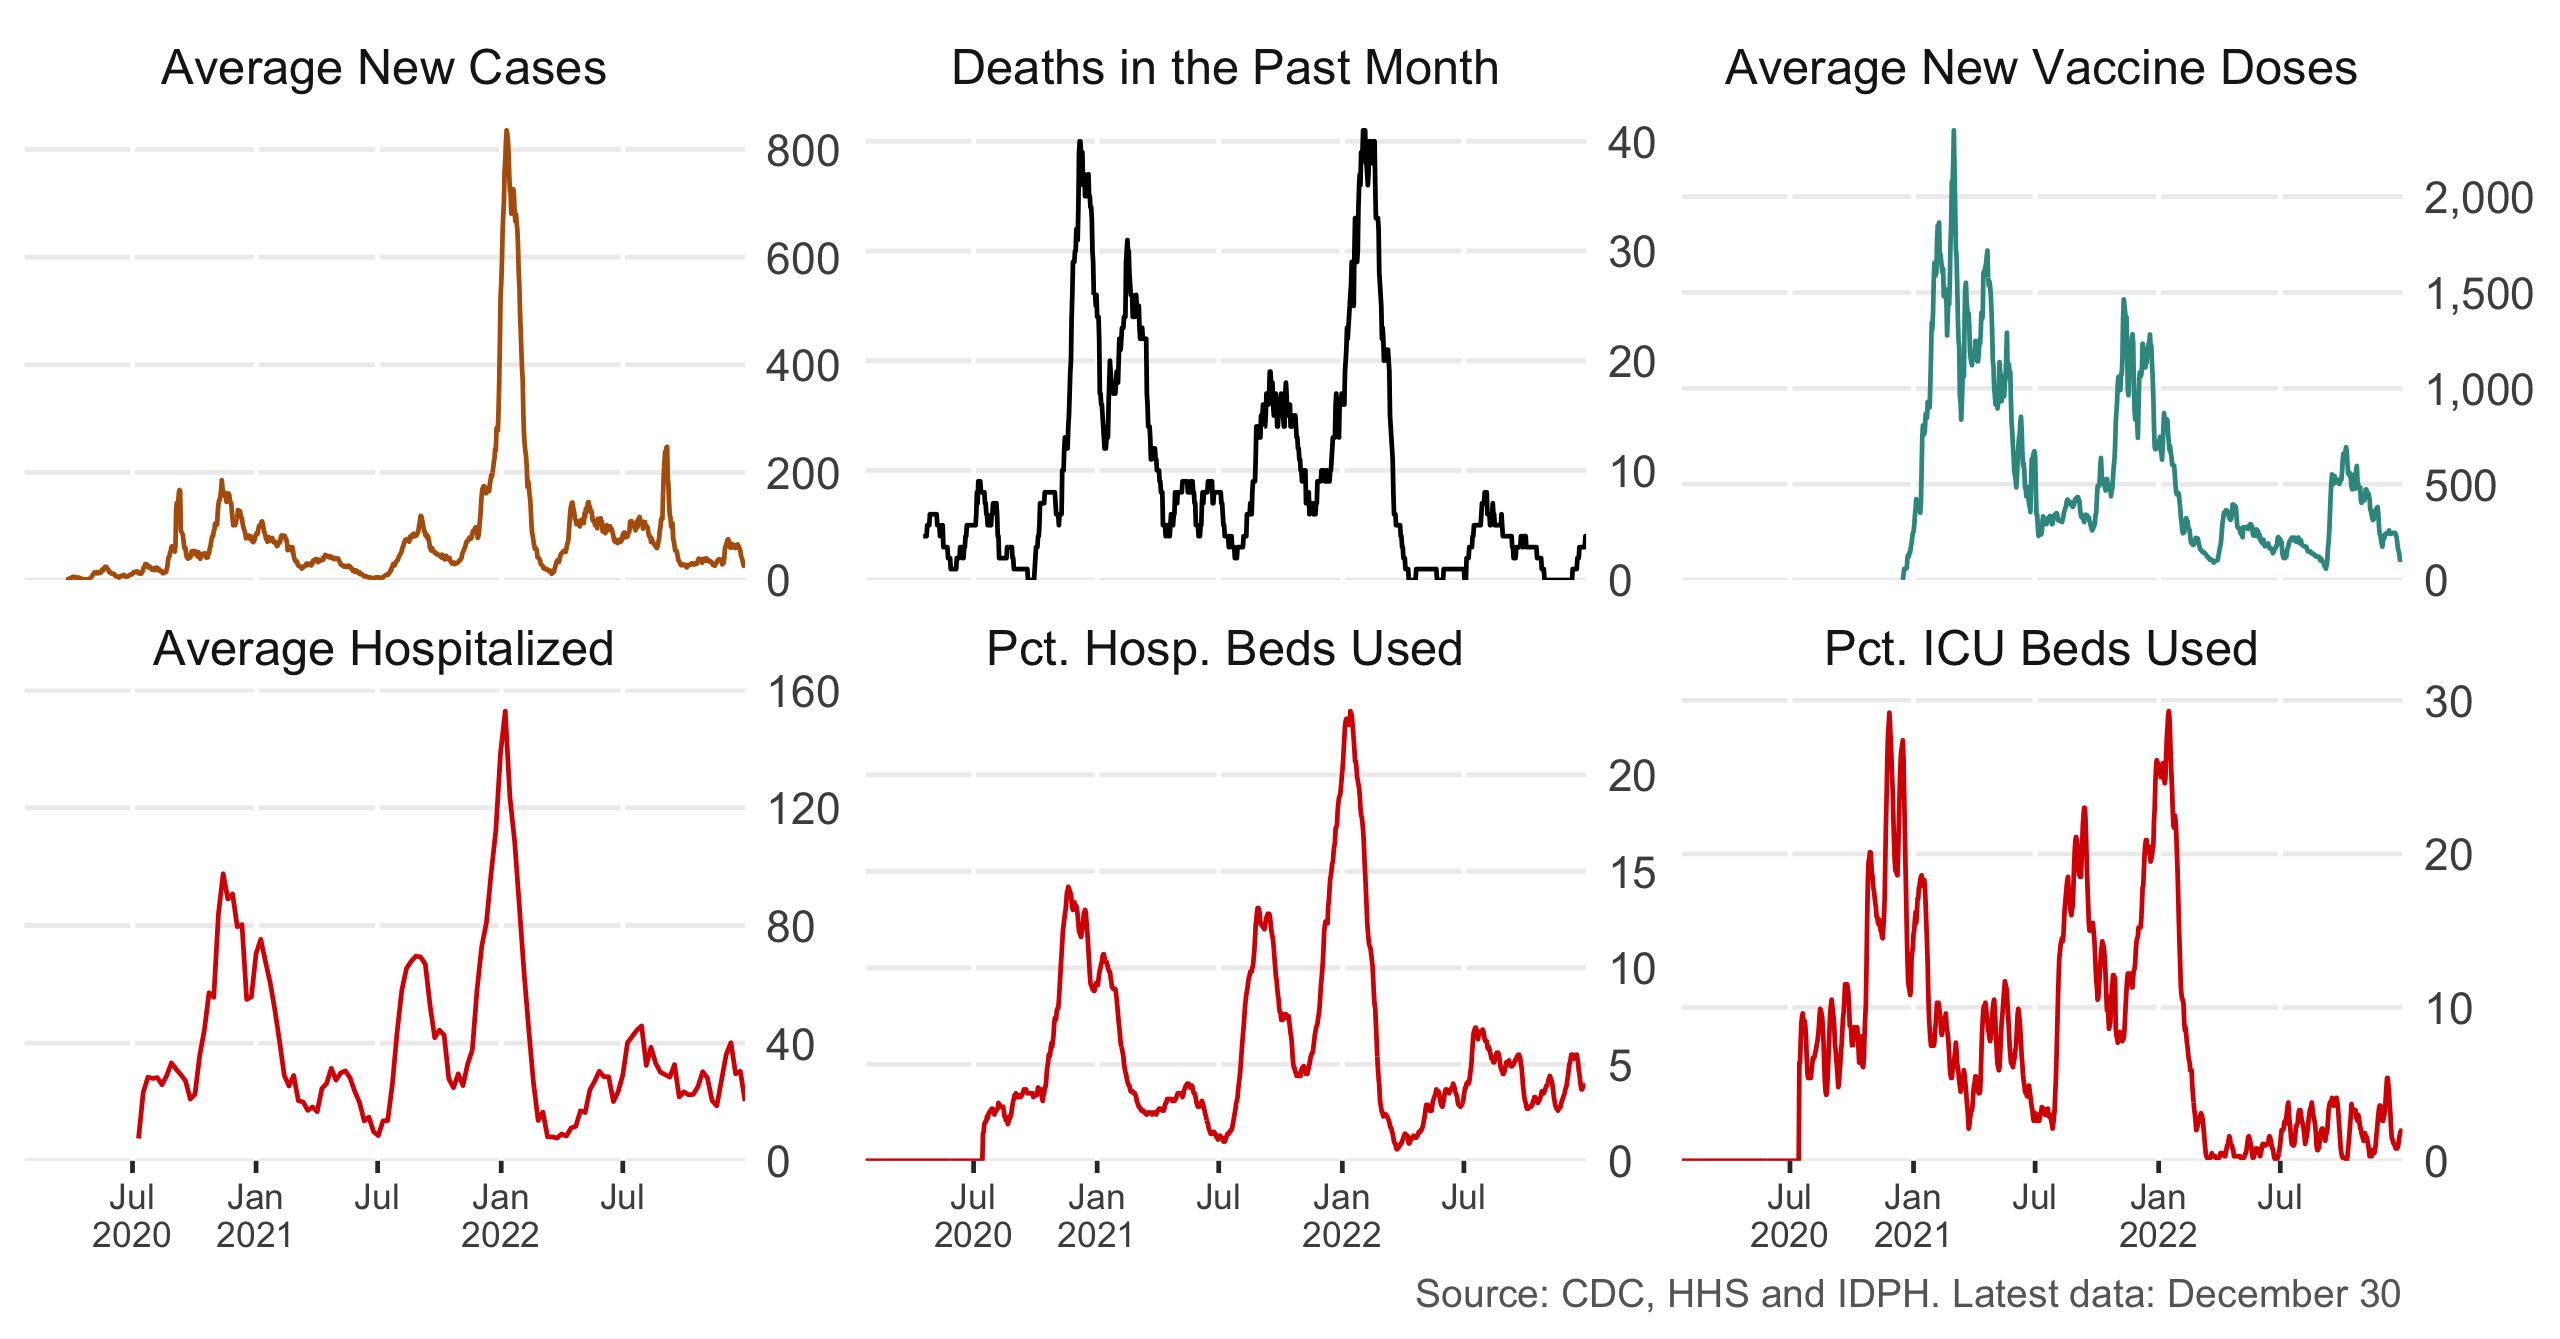 Average New Cases
800
600
400
200
0
Deaths in the Past Month
40
30
20
10
0
Average New Vaccine Doses
2,000
1,500
1,000
500
0
Average Hospitalized
160
120
80
40
0
Jul Jan Jul Jan Jul
2020 2021 2022
Pct. Hosp. Beds Used
20
15
10
5
0
Jul Jan Jul Jan Jul
2020 2021 2022
Pct. ICU Beds Used
30
20
10
0
Jul Jan Jul Jan Jul
2020 2021 2022
Source: CDC, HHS and IDPH. Latest data: December 30